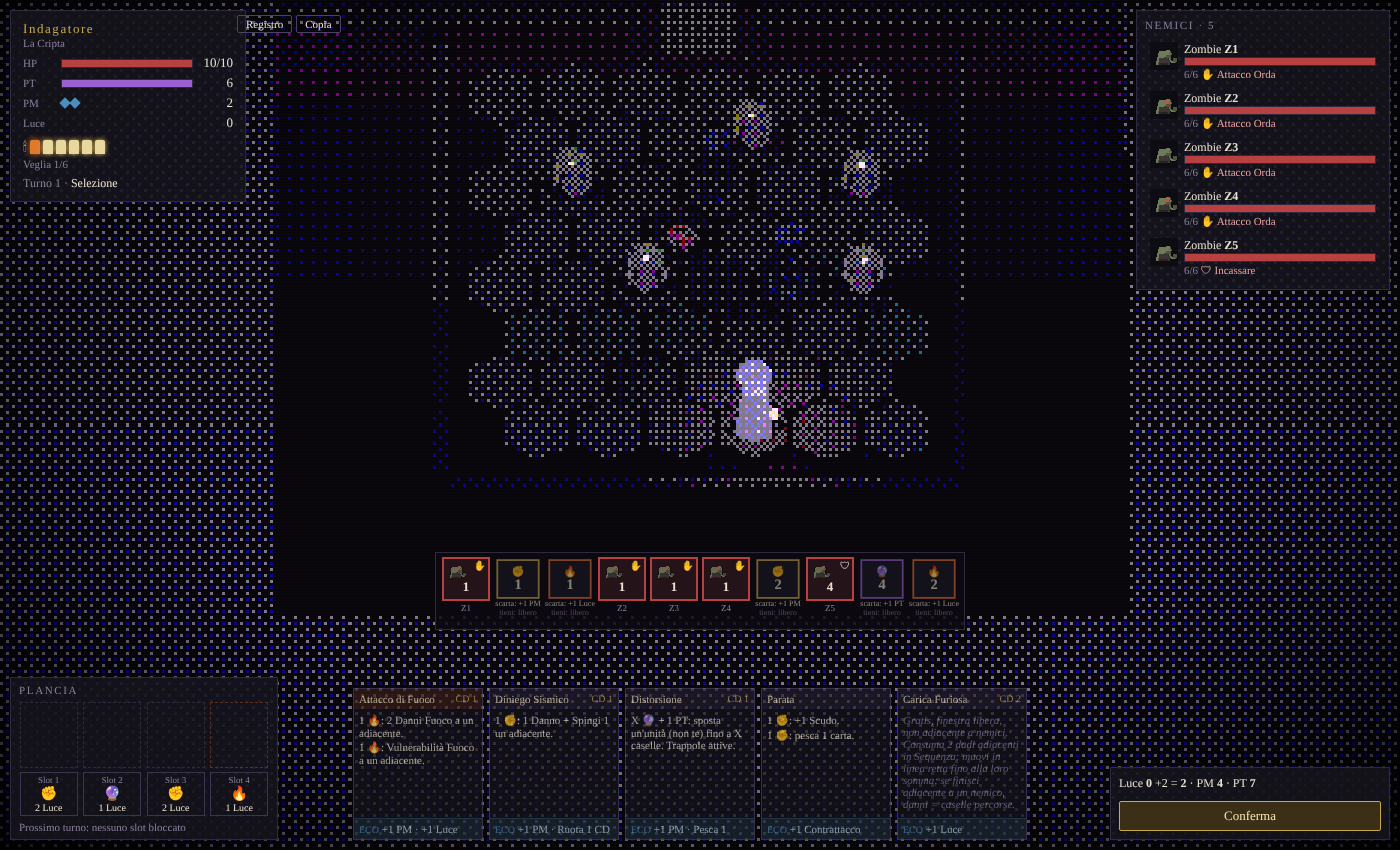 Indagatore
La Cripta
HP 10/10
PT 6
PM 2
Luce 0
Veglia 1/6
Turno 1 · Selezione
Registro
Copia
NEMICI · 5
Zombie Z1
6/6 ✋ Attacco Orda
Zombie Z2
6/6 ✋ Attacco Orda
Zombie Z3
6/6 ✋ Attacco Orda
Zombie Z4
6/6 ✋ Attacco Orda
Zombie Z5
6/6 🛡 Incassare
1 1 1 1 1 1 2 4 4 2
scarta: +1 PM scarta: +1 Luce scarta: +1 PM scarta: +1 PT scarta: +1 Luce
tieni: libero tieni: libero tieni: libero tieni: libero tieni: libero
Z1 Z2 Z3 Z4 Z5
PLANCIA
Slot 1 Slot 2 Slot 3 Slot 4
2 Luce 1 Luce 2 Luce 1 Luce
Prossimo turno: nessuno slot bloccato
Attacco di Fuoco CD 1
1 🔥: 2 Danni Fuoco a un
adiacente.
1 🔥: Vulnerabilità Fuoco
a un adiacente.
ECO +1 PM · +1 Luce
Diniego Sismico CD 1
1 ✊: 1 Danno + Spingi 1
un adiacente.
ECO +1 PM · Ruota 1 CD
Distorsione CD 1
X 🔮 + 1 PT: sposta
un'unità (non te) fino a X
caselle. Trappole attive.
ECO +1 PM · Pesca 1
Parata
1 ✊: +1 Scudo.
1 ✊: pesca 1 carta.
ECO +1 Contrattacco
Carica Furiosa CD 2
Gratis, finestra libera,
non adiacente a nemici.
Consuma 2 dadi adiacenti
in Sequenza: muovi in
linea retta fino alla loro
somma; se finisci
adiacente a un nemico,
danni = caselle percorse.
ECO +1 Luce
Luce 0 +2 = 2 · PM 4 · PT 7
Conferma